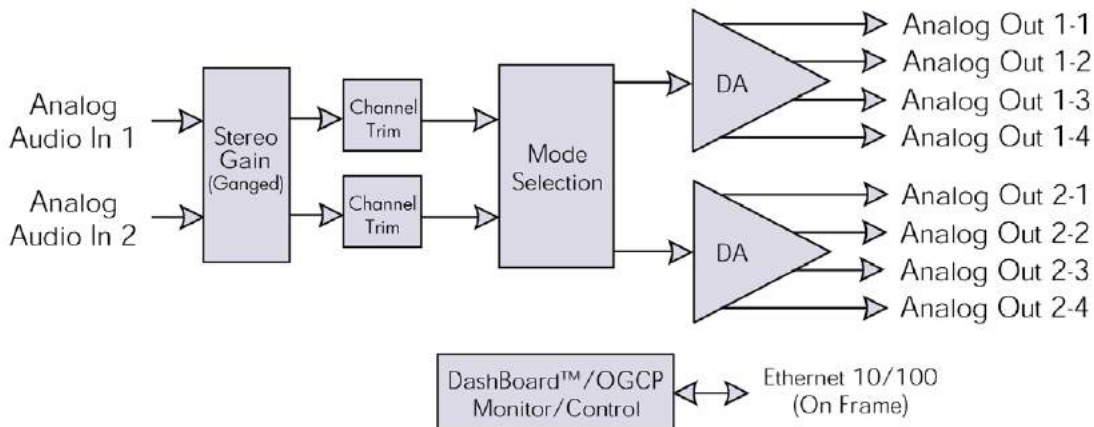 Analog
Audio In 1
Analog
Audio In 2
Stereo
Gain
(Ganged)
Channel
Trim
Channel
Trim
Mode
Selection
DA
DA
Analog Out 1-1
Analog Out 1-2
Analog Out 1-3
Analog Out 1-4
Analog Out 2-1
Analog Out 2-2
Analog Out 2-3
Analog Out 2-4
DashBoard™/OGCP
Monitor/Control
Ethernet 10/100
(On Frame)